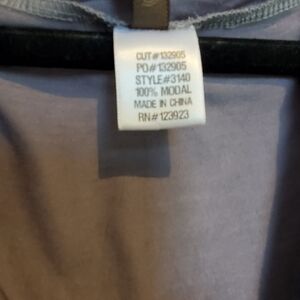 CUT#132905
PO#132905
STYLE#3140
100% MODAL
MADE IN CHINA
RN#123923